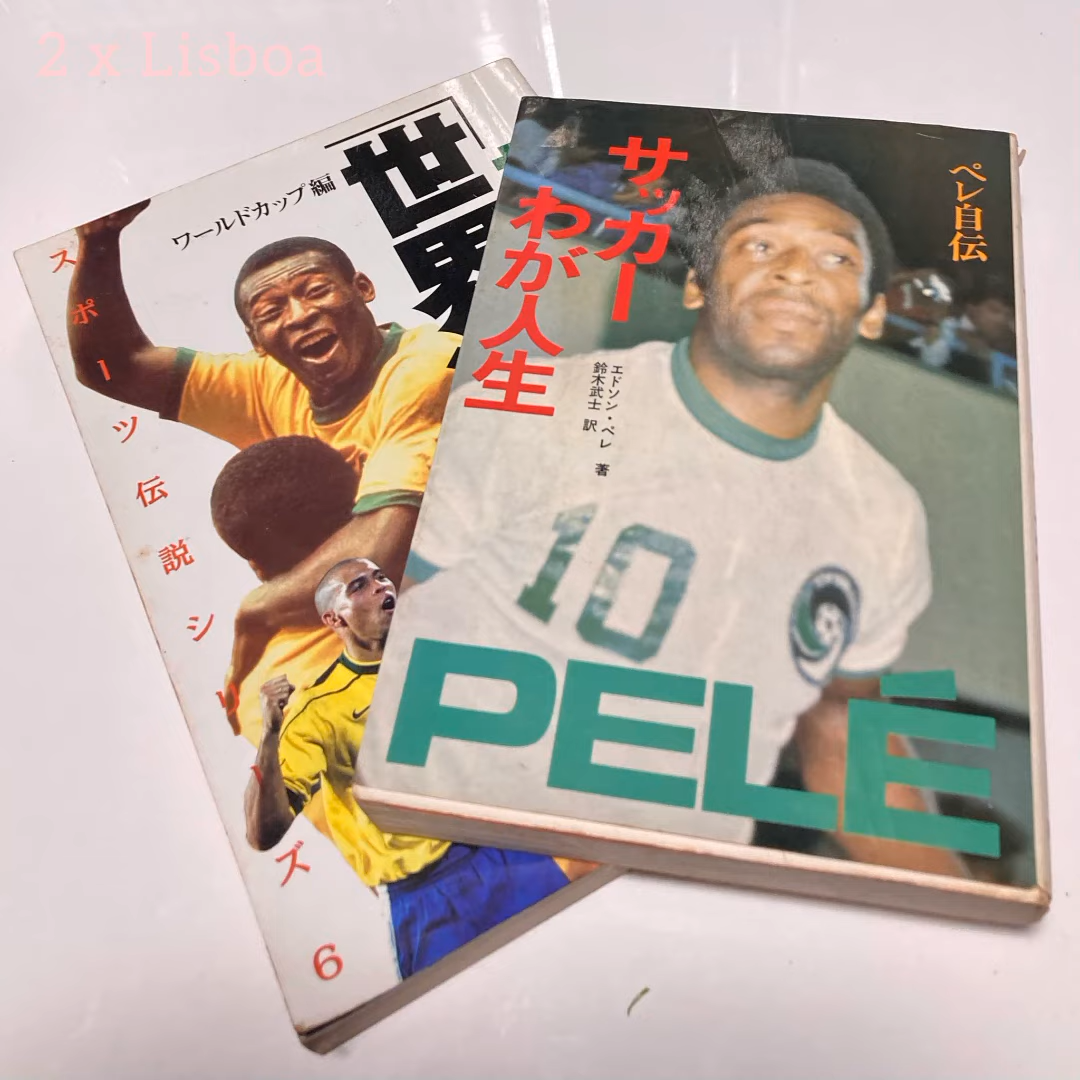 2 x Lisboa
ワールドカップ編
世界
スポーツ伝説シリーズ6
ペレ自伝
サッカー
わが人生
エドソン・ペレ 著
鈴木武士 訳
10
PELÉ